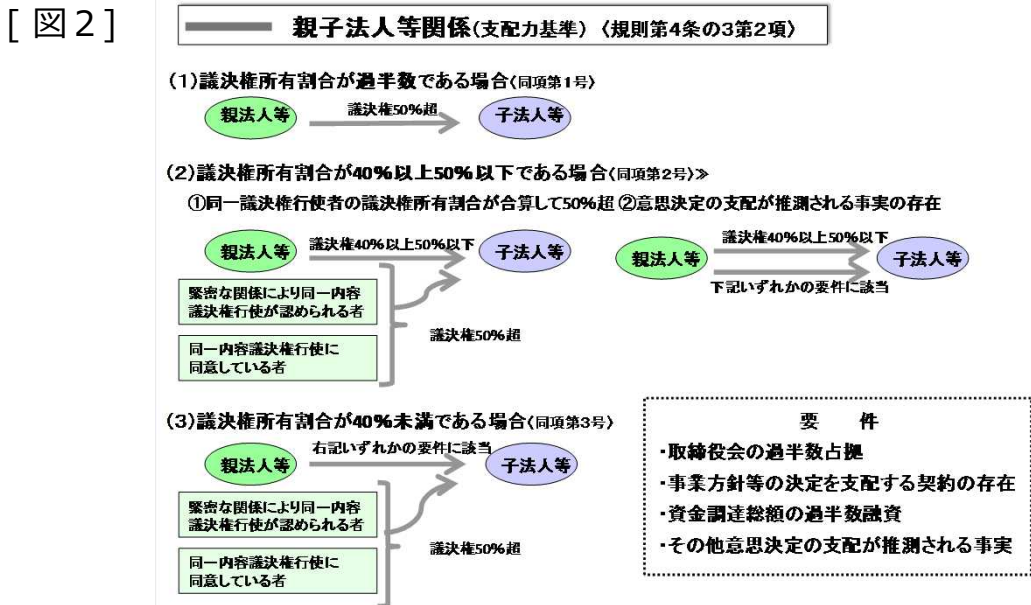 [図2]
親子法人等関係(支配力基準)〈規則第4条の3第2項〉
(1)議決権所有割合が過半数である場合〈同項第1号〉
親法人等
議決権50%超
子法人等
(2)議決権所有割合が40%以上50%以下である場合〈同項第2号〉≫
①同一議決権行使者の議決権所有割合が合算して50%超 ②意思決定の支配が推測される事実の存在
親法人等
議決権40%以上50%以下
子法人等
緊密な関係により同一内容
議決権行使が認められる者
同一内容議決権行使に
同意している者
議決権50%超
親法人等
議決権40%以上50%以下
子法人等
下記いずれかの要件に該当
(3)議決権所有割合が40%未満である場合〈同項第3号〉
親法人等
右記いずれかの要件に該当
子法人等
緊密な関係により同一内容
議決権行使が認められる者
同一内容議決権行使に
同意している者
議決権50%超
要 件
・取締役会の過半数占拠
・事業方針等の決定を支配する契約の存在
・資金調達総額の過半数融資
・その他意思決定の支配が推測される事実